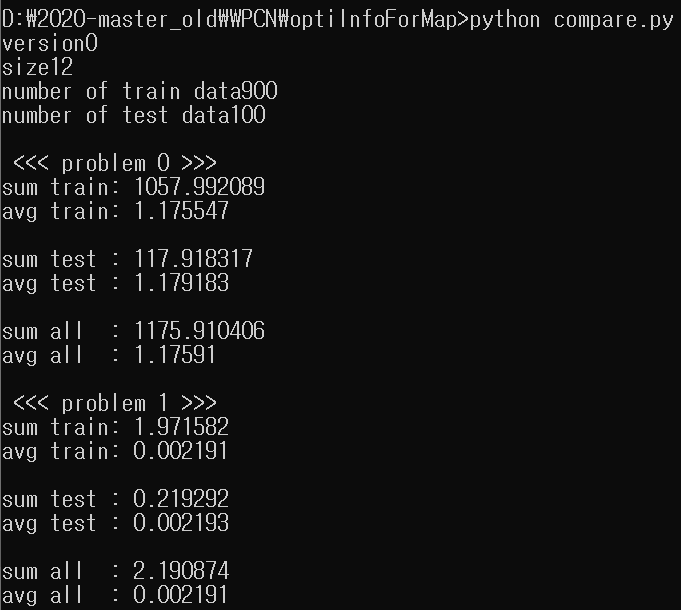 D:₩2020-master_old₩WPCN₩optiInfoForMap>python compare.py
version0
size12
number of train data900
number of test data100
<<< problem 0 >>>
sum train: 1057.992089
avg train: 1.175547
sum test : 117.918317
avg test : 1.179183
sum all  : 1175.910406
avg all  : 1.17591
<<< problem 1 >>>
sum train: 1.971582
avg train: 0.002191
sum test : 0.219292
avg test : 0.002193
sum all  : 2.190874
avg all  : 0.002191